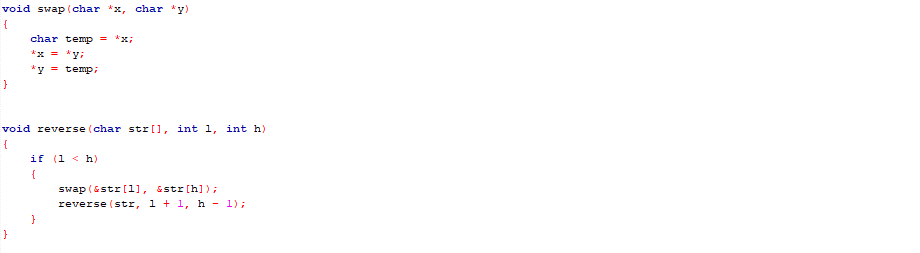 void swap(char *x, char *y)
{
    char temp = *x;
    *x = *y;
    *y = temp;
}
void reverse(char str[], int l, int h)
{
    if (l < h)
    {
        swap(&str[l], &str[h]);
        reverse(str, l + 1, h - 1);
    }
}